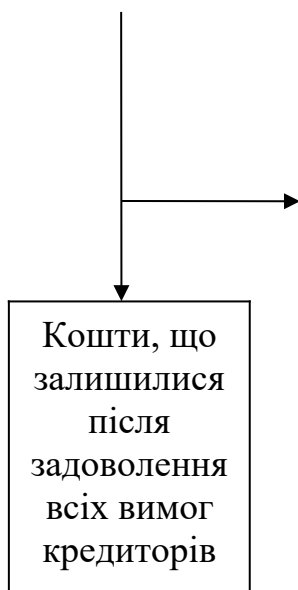 Кошти, що
залишилися
після
задоволення
всіх вимог
кредиторів